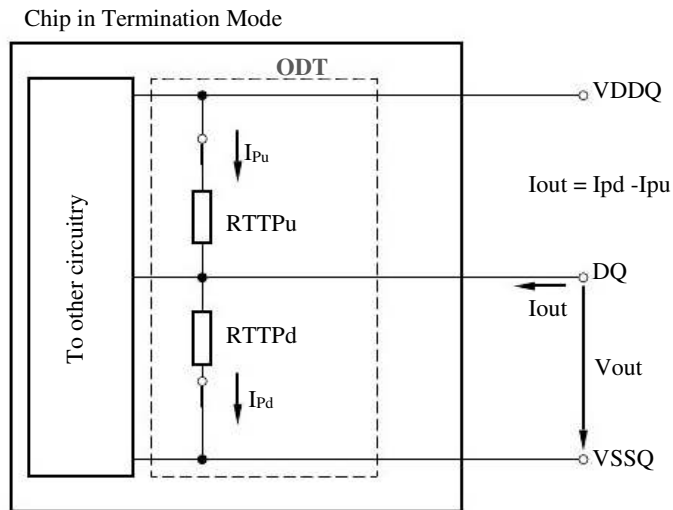 Chip in Termination Mode
ODT
VDDQ
IPu
Iout = Ipd -Ipu
RTTPu
To other circuitry
DQ
Iout
RTTPd
Vout
IPd
VSSQ